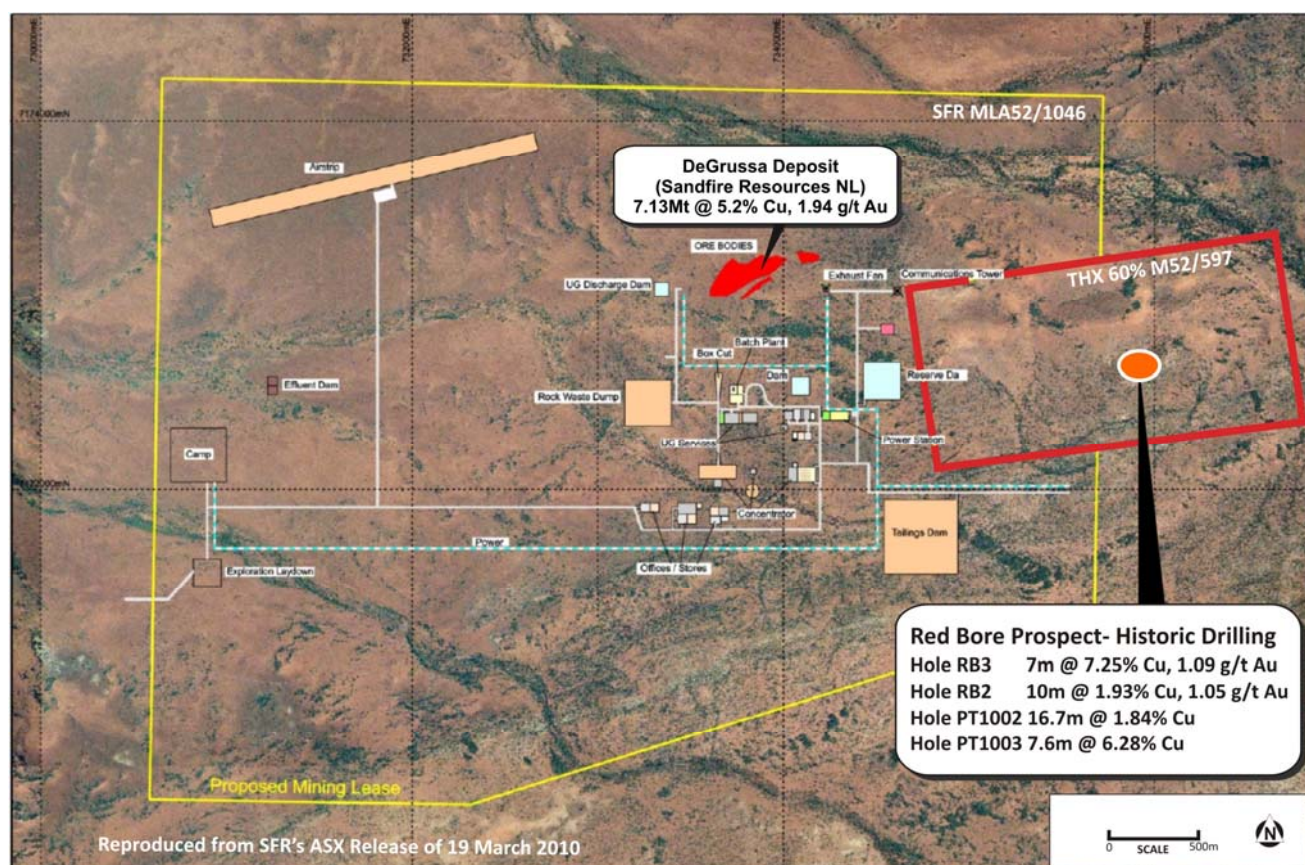 730000mE
732000mE
734000mE
7174000mN
SFR MLA52/1046
Airstrip
DeGrussa Deposit
(Sandfire Resources NL)
7.13Mt @ 5.2% Cu, 1.94 g/t Au
ORE BODIES
THX 60% M52/597
UG Discharge Dam
Exhaust Fan
Communications Tower
Batch Plant
Box Cut
Effluent Dam
Rock Waste Dump
Dam
Reserve Da
UG Services
Power Station
Camp
Concentrator
Tailings Dam
Power
Offices / Stores
Exploration Laydown
Red Bore Prospect- Historic Drilling
Hole RB3 7m @ 7.25% Cu, 1.09 g/t Au
Hole RB2 10m @ 1.93% Cu, 1.05 g/t Au
Hole PT1002 16.7m @ 1.84% Cu
Hole PT1003 7.6m @ 6.28% Cu
Proposed Mining Lease
Reproduced from SFR's ASX Release of 19 March 2010
0 SCALE 500m
N